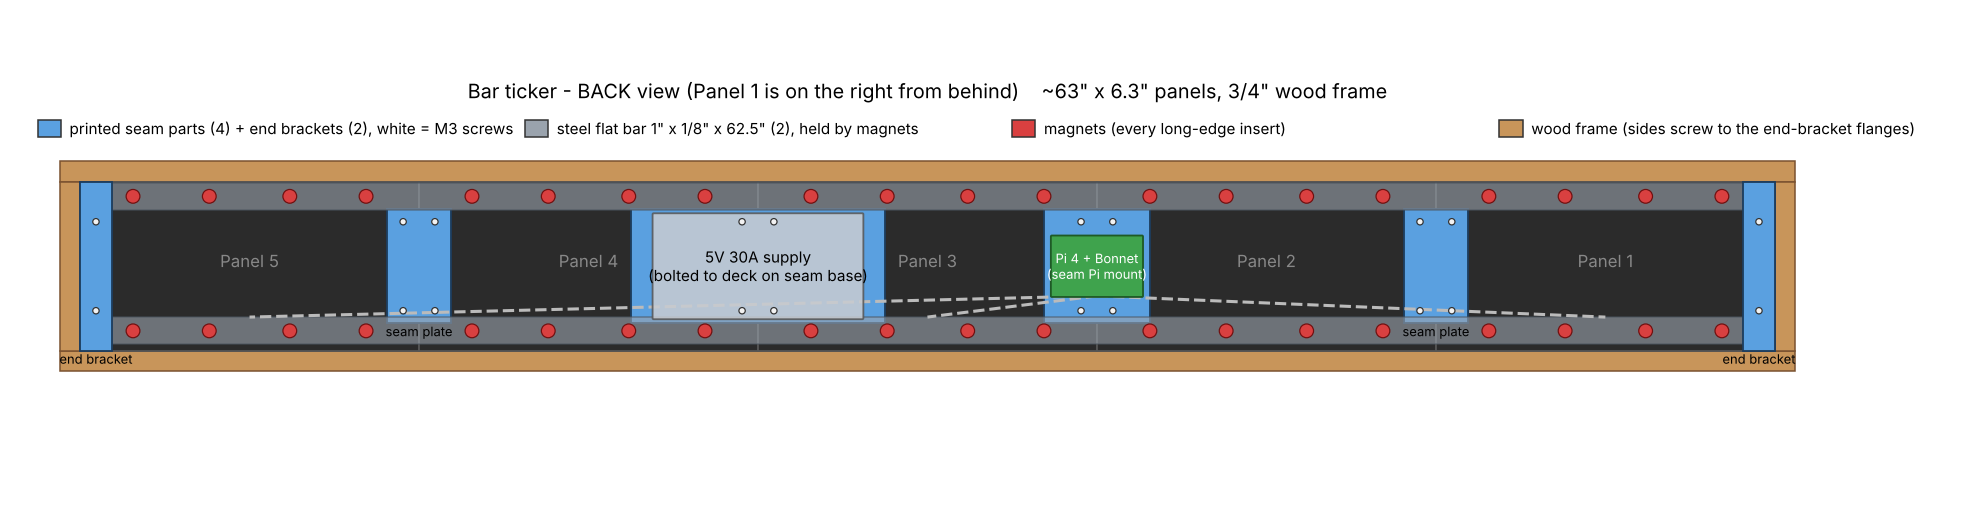 Bar ticker - BACK view (Panel 1 is on the right from behind)    ~63" x 6.3" panels, 3/4" wood frame
printed seam parts (4) + end brackets (2), white = M3 screws
steel flat bar 1" x 1/8" x 62.5" (2), held by magnets
magnets (every long-edge insert)
wood frame (sides screw to the end-bracket flanges)
Panel 5
Panel 4
5V 30A supply
(bolted to deck on seam base)
Panel 3
Pi 4 + Bonnet
(seam Pi mount)
Panel 2
Panel 1
seam plate
seam plate
end bracket
end bracket